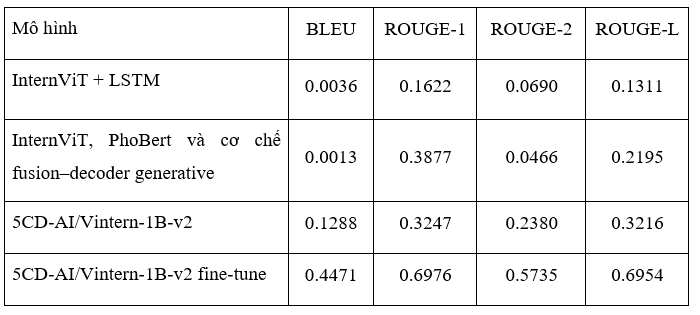 Mô hình BLEU ROUGE-1 ROUGE-2 ROUGE-L
InternViT + LSTM 0.0036 0.1622 0.0690 0.1311
InternViT, PhoBert và cơ chế
fusion–decoder generative 0.0013 0.3877 0.0466 0.2195
5CD-AI/Vintern-1B-v2 0.1288 0.3247 0.2380 0.3216
5CD-AI/Vintern-1B-v2 fine-tune 0.4471 0.6976 0.5735 0.6954